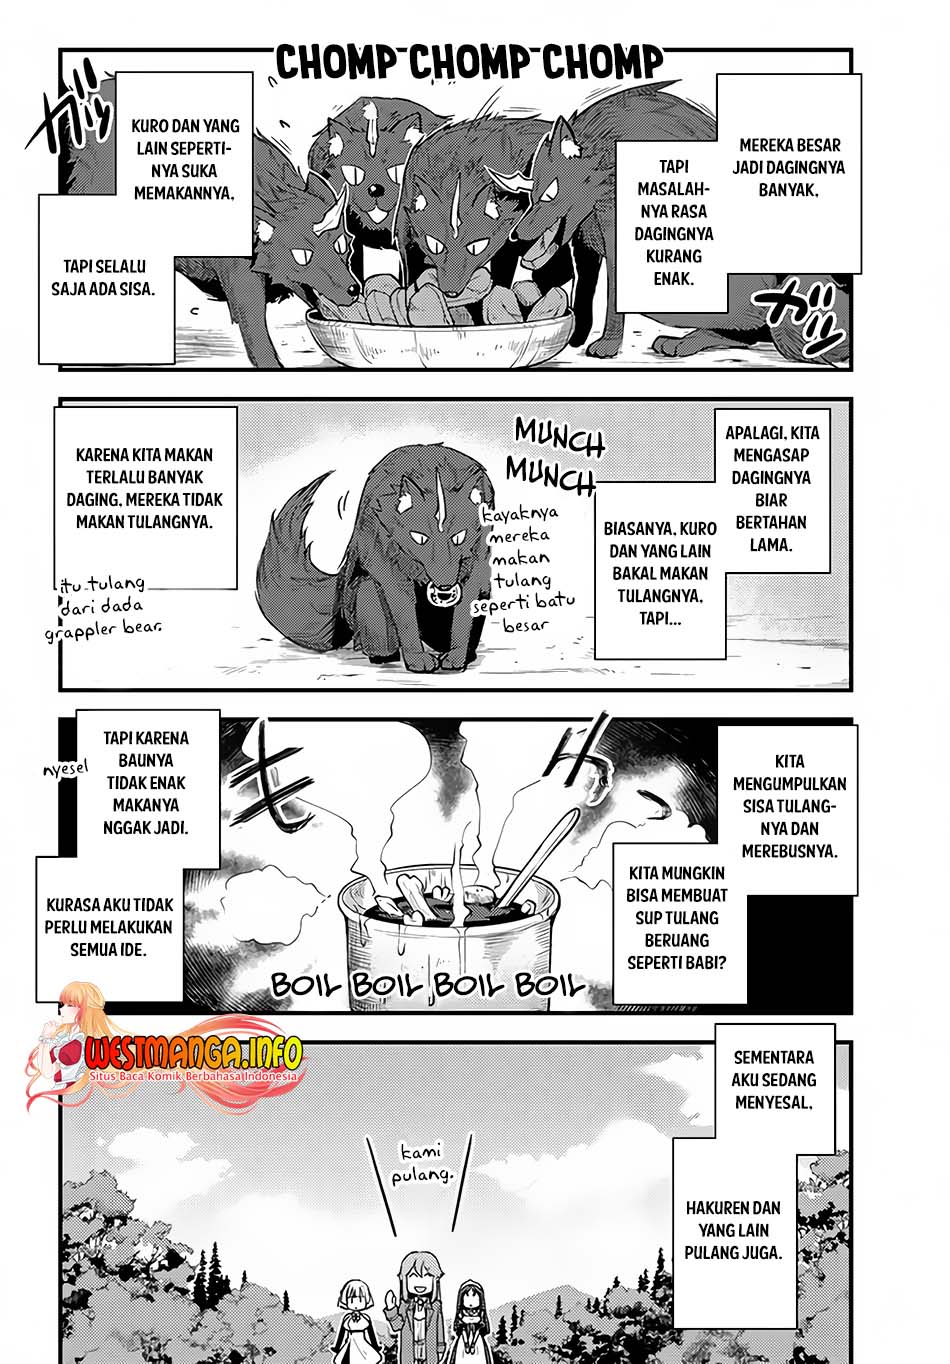 CHOMP CHOMP CHOMP
MEREKA BESAR
JADI DAGINGNYA
BANYAK,
TAPI
MASALAH-
NYA RASA
DAGINGNYA
KURANG
ENAK.
KURO DAN YANG
LAIN SEPERTI-
NYA SUKA
MEMAKANNYA,
TAPI SELALU
SAJA ADA SISA.
APALAGI, KITA
MENGASAP
DAGINGNYA
BIAR
BERTAHAN
LAMA.
BIASANYA, KURO
DAN YANG LAIN
BAKAL MAKAN
TULANGNYA,
TAPI...
MUNCH
MUNCH
kayaknya
mereka
makan
tulang
seperti batu
besar
KARENA KITA MAKAN
TERLALU BANYAK
DAGING, MEREKA TIDAK
MAKAN TULANGNYA.
itu tulang
dari dada
grappler bear.
KITA
MENGUMPULKAN
SISA TULANG-
NYA DAN
MEREBUSNYA.
KITA MUNGKIN
BISA MEMBUAT
SUP TULANG
BERUANG
SEPERTI BABI?
BOIL BOIL BOIL BOIL
TAPI KARENA
BAUNYA
TIDAK ENAK
MAKANYA
NGGAK JADI.
nyesel
KURASA AKU TIDAK
PERLU MELAKUKAN
SEMUA IDE.
WESTMANGA.INFO
Situs Baca Komik Berbahasa Indonesia
SEMENTARA
AKU SEDANG
MENYESAL,
HAKUREN DAN
YANG LAIN
PULANG JUGA.
kami
pulang.